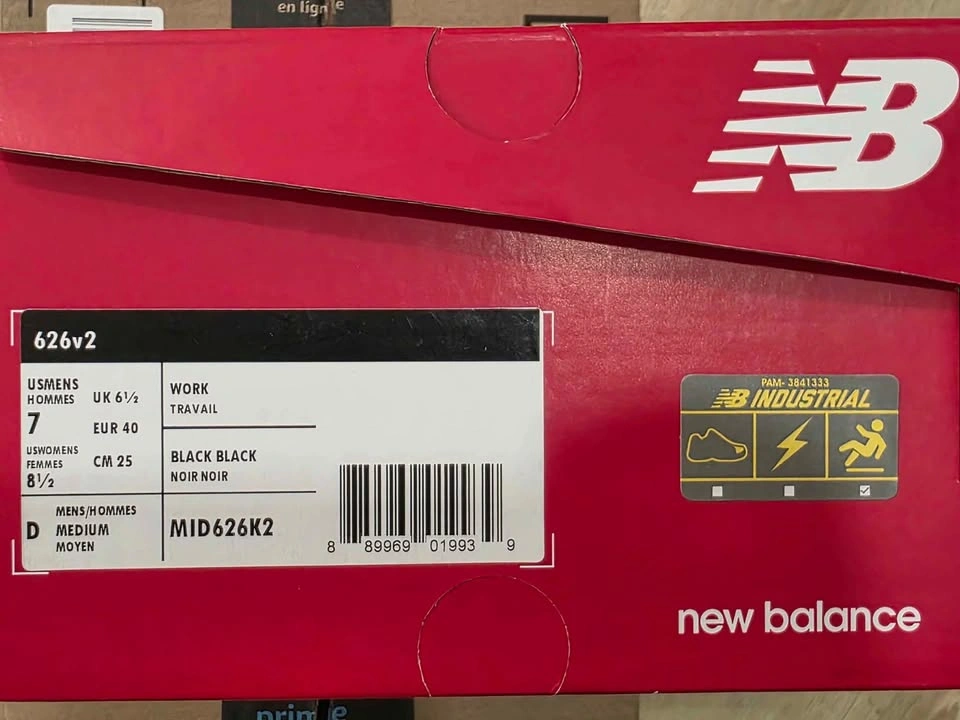 en ligne
NB
626v2
USMENS
HOMMES
7
UK 6½
EUR 40
USWOMENS
FEMMES
8½
CM 25
WORK
TRAVAIL
BLACK BLACK
NOIR NOIR
D
MENS/HOMMES
MEDIUM
MOYEN
MID626K2
8 89969 01993 9
PAM- 3841333
NB INDUSTRIAL
new balance
prime